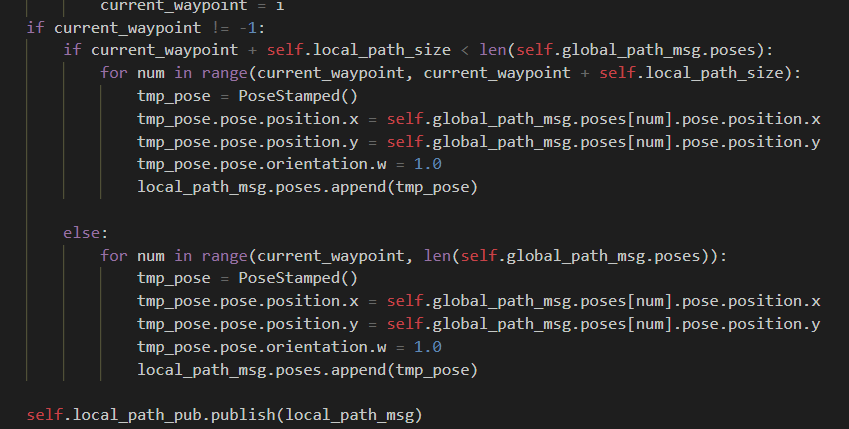 current_waypoint = i
if current_waypoint != -1:
if current_waypoint + self.local_path_size < len(self.global_path_msg.poses):
for num in range(current_waypoint, current_waypoint + self.local_path_size):
tmp_pose = PoseStamped()
tmp_pose.pose.position.x = self.global_path_msg.poses[num].pose.position.x
tmp_pose.pose.position.y = self.global_path_msg.poses[num].pose.position.y
tmp_pose.pose.orientation.w = 1.0
local_path_msg.poses.append(tmp_pose)
else:
for num in range(current_waypoint, len(self.global_path_msg.poses)):
tmp_pose = PoseStamped()
tmp_pose.pose.position.x = self.global_path_msg.poses[num].pose.position.x
tmp_pose.pose.position.y = self.global_path_msg.poses[num].pose.position.y
tmp_pose.pose.orientation.w = 1.0
local_path_msg.poses.append(tmp_pose)
self.local_path_pub.publish(local_path_msg)